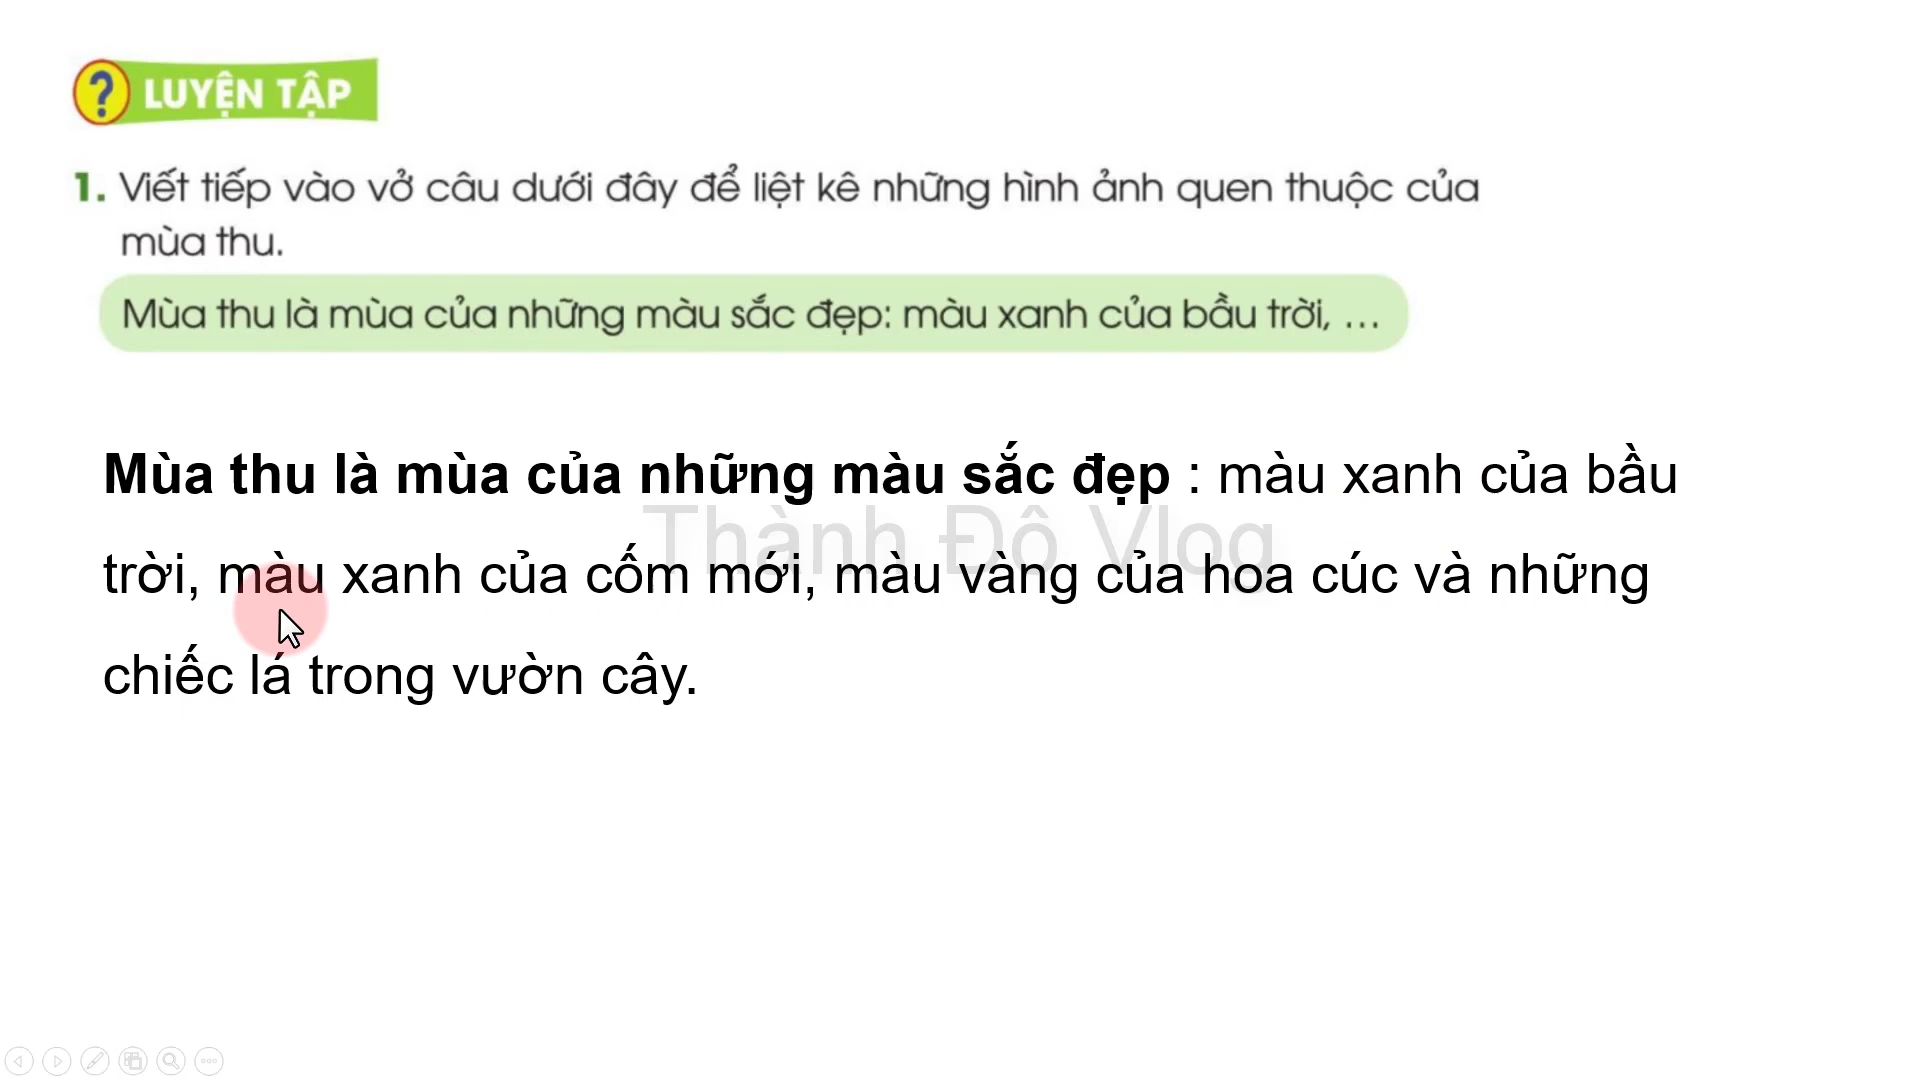 ? LUYỆN TẬP
1. Viết tiếp vào vở câu dưới đây để liệt kê những hình ảnh quen thuộc của
mùa thu.
Mùa thu là mùa của những màu sắc đẹp: màu xanh của bầu trời, ...
Mùa thu là mùa của những màu sắc đẹp : màu xanh của bầu
Thành Đô Vlog
trời, màu xanh của cốm mới, màu vàng của hoa cúc và những
chiếc lá trong vườn cây.